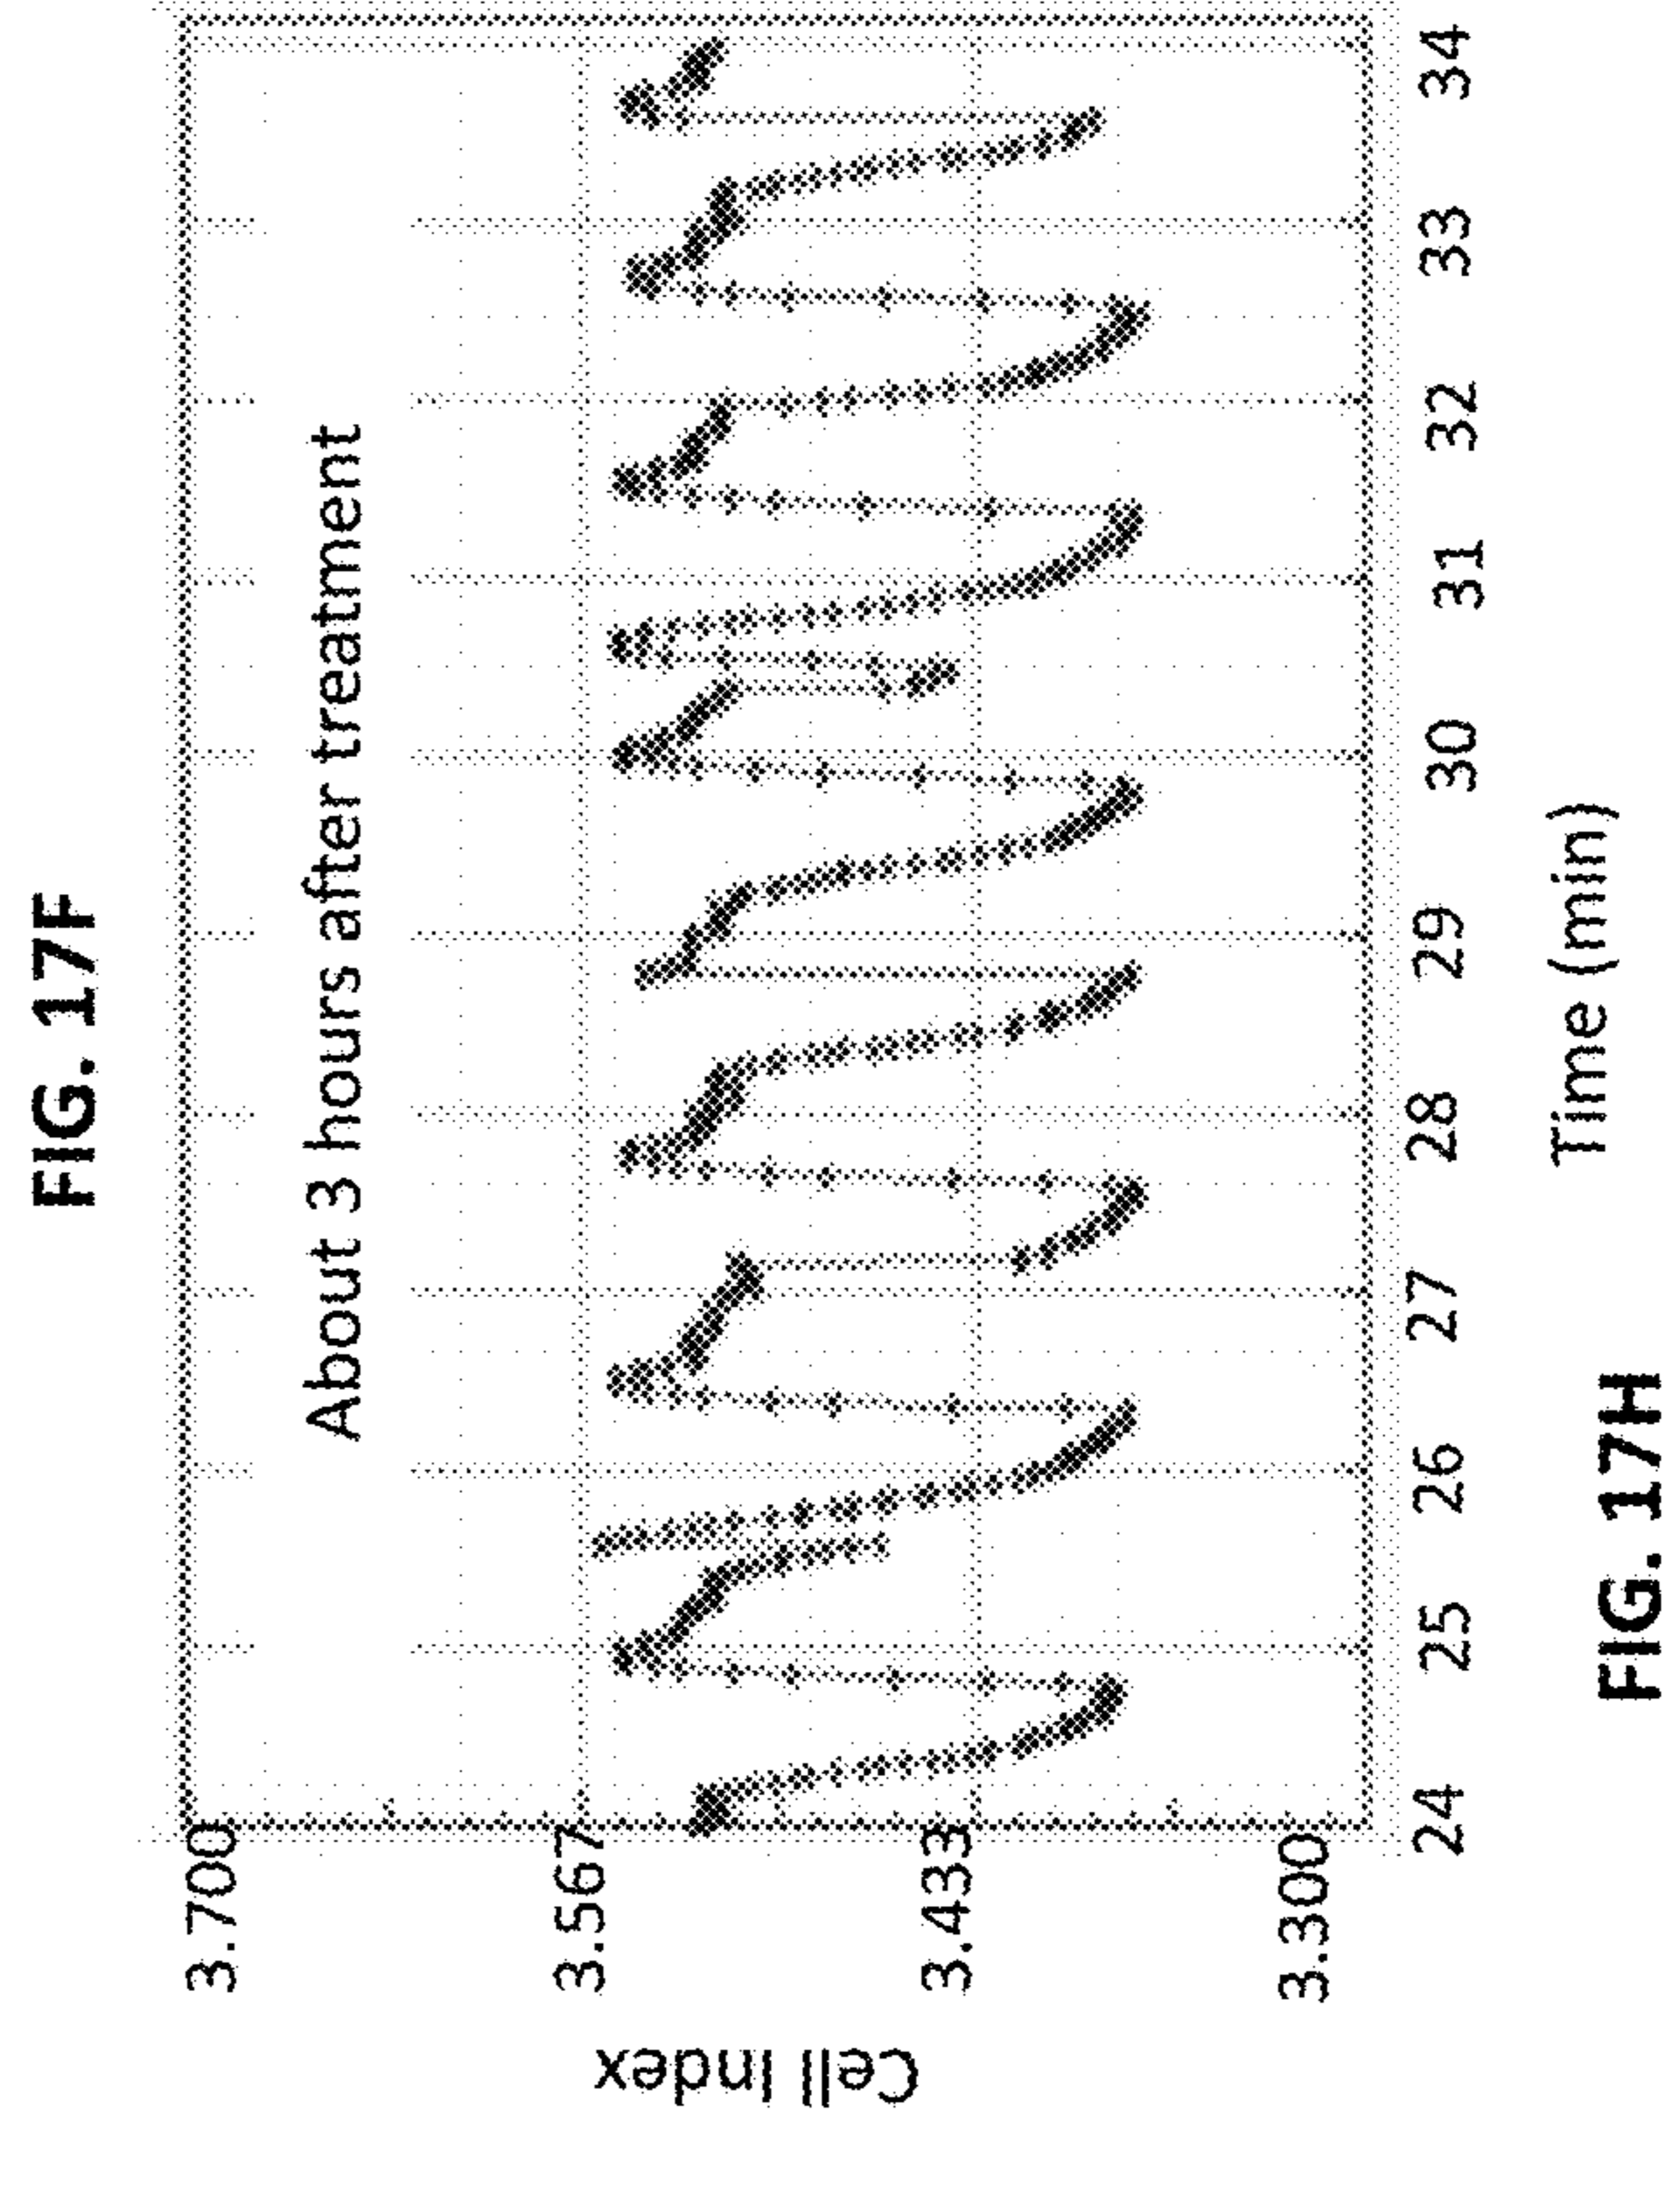 FIG. 17F
About 3 hours after treatment
Cell Index
3.700
3.567
3.433
3.300
24 25 26 27 28 29 30 31 32 33 34
Time (min)
FIG. 17H